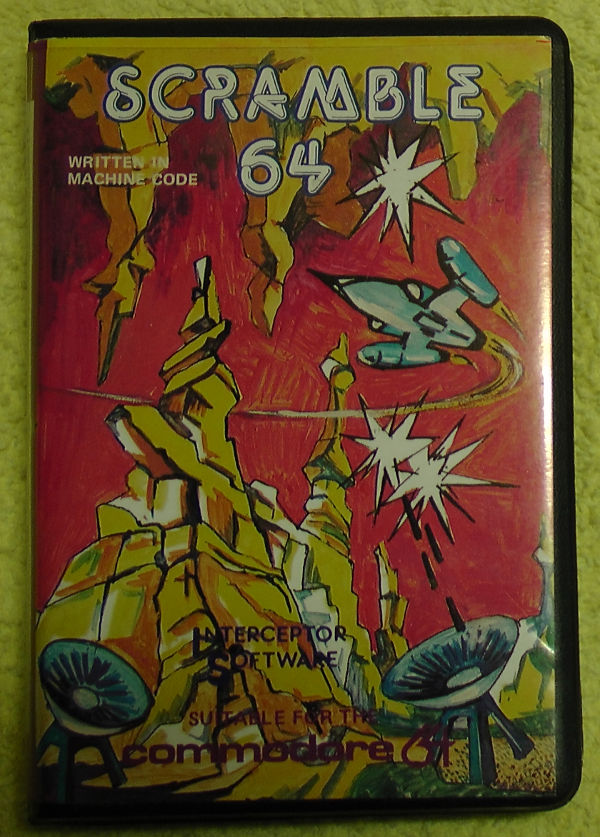 SCRAMBLE
64
WRITTEN IN
MACHINE CODE
INTERCEPTOR
SOFTWARE
SUITABLE FOR THE
commodore 64